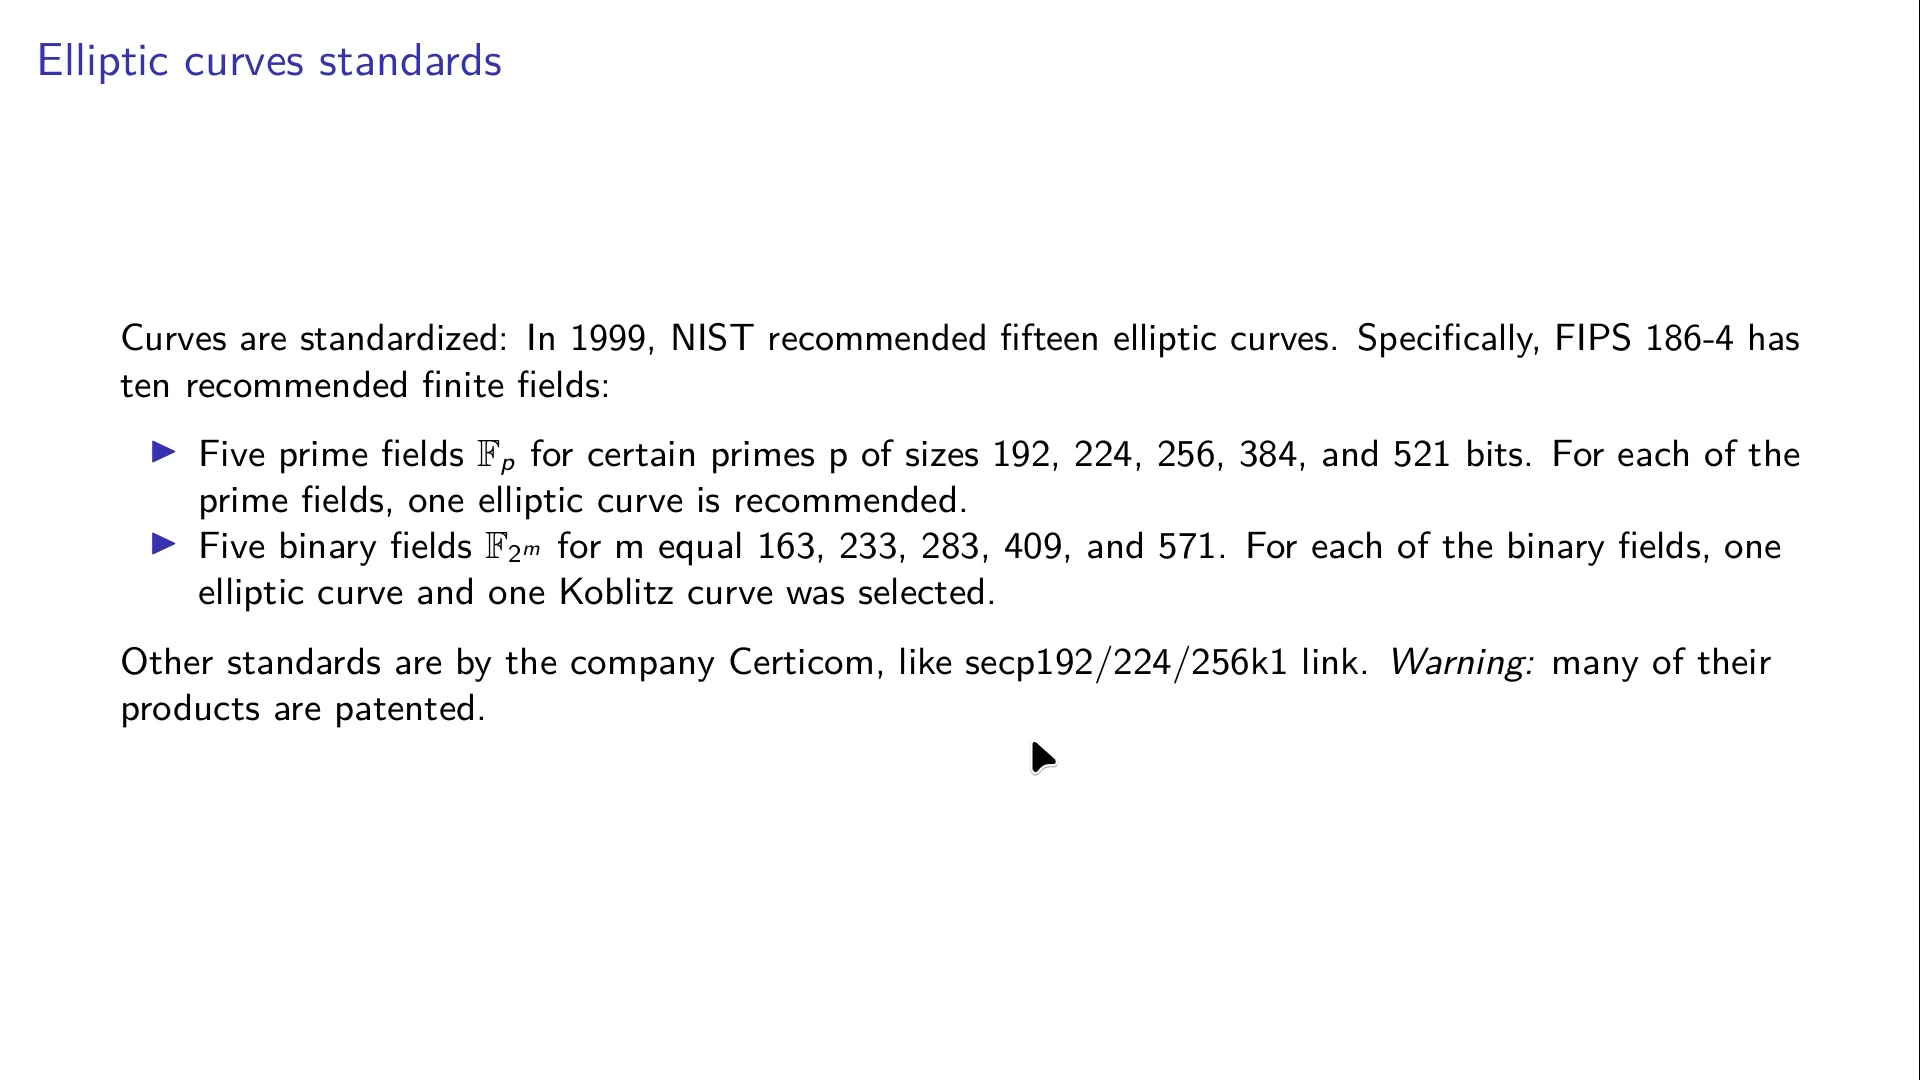 Elliptic curves standards
Curves are standardized: In 1999, NIST recommended fifteen elliptic curves. Specifically, FIPS 186-4 has
ten recommended finite fields:
▶ Five prime fields 𝔽ₚ for certain primes p of sizes 192, 224, 256, 384, and 521 bits. For each of the
prime fields, one elliptic curve is recommended.
▶ Five binary fields 𝔽₂ᵐ for m equal 163, 233, 283, 409, and 571. For each of the binary fields, one
elliptic curve and one Koblitz curve was selected.
Other standards are by the company Certicom, like secp192/224/256k1 link. Warning: many of their
products are patented.